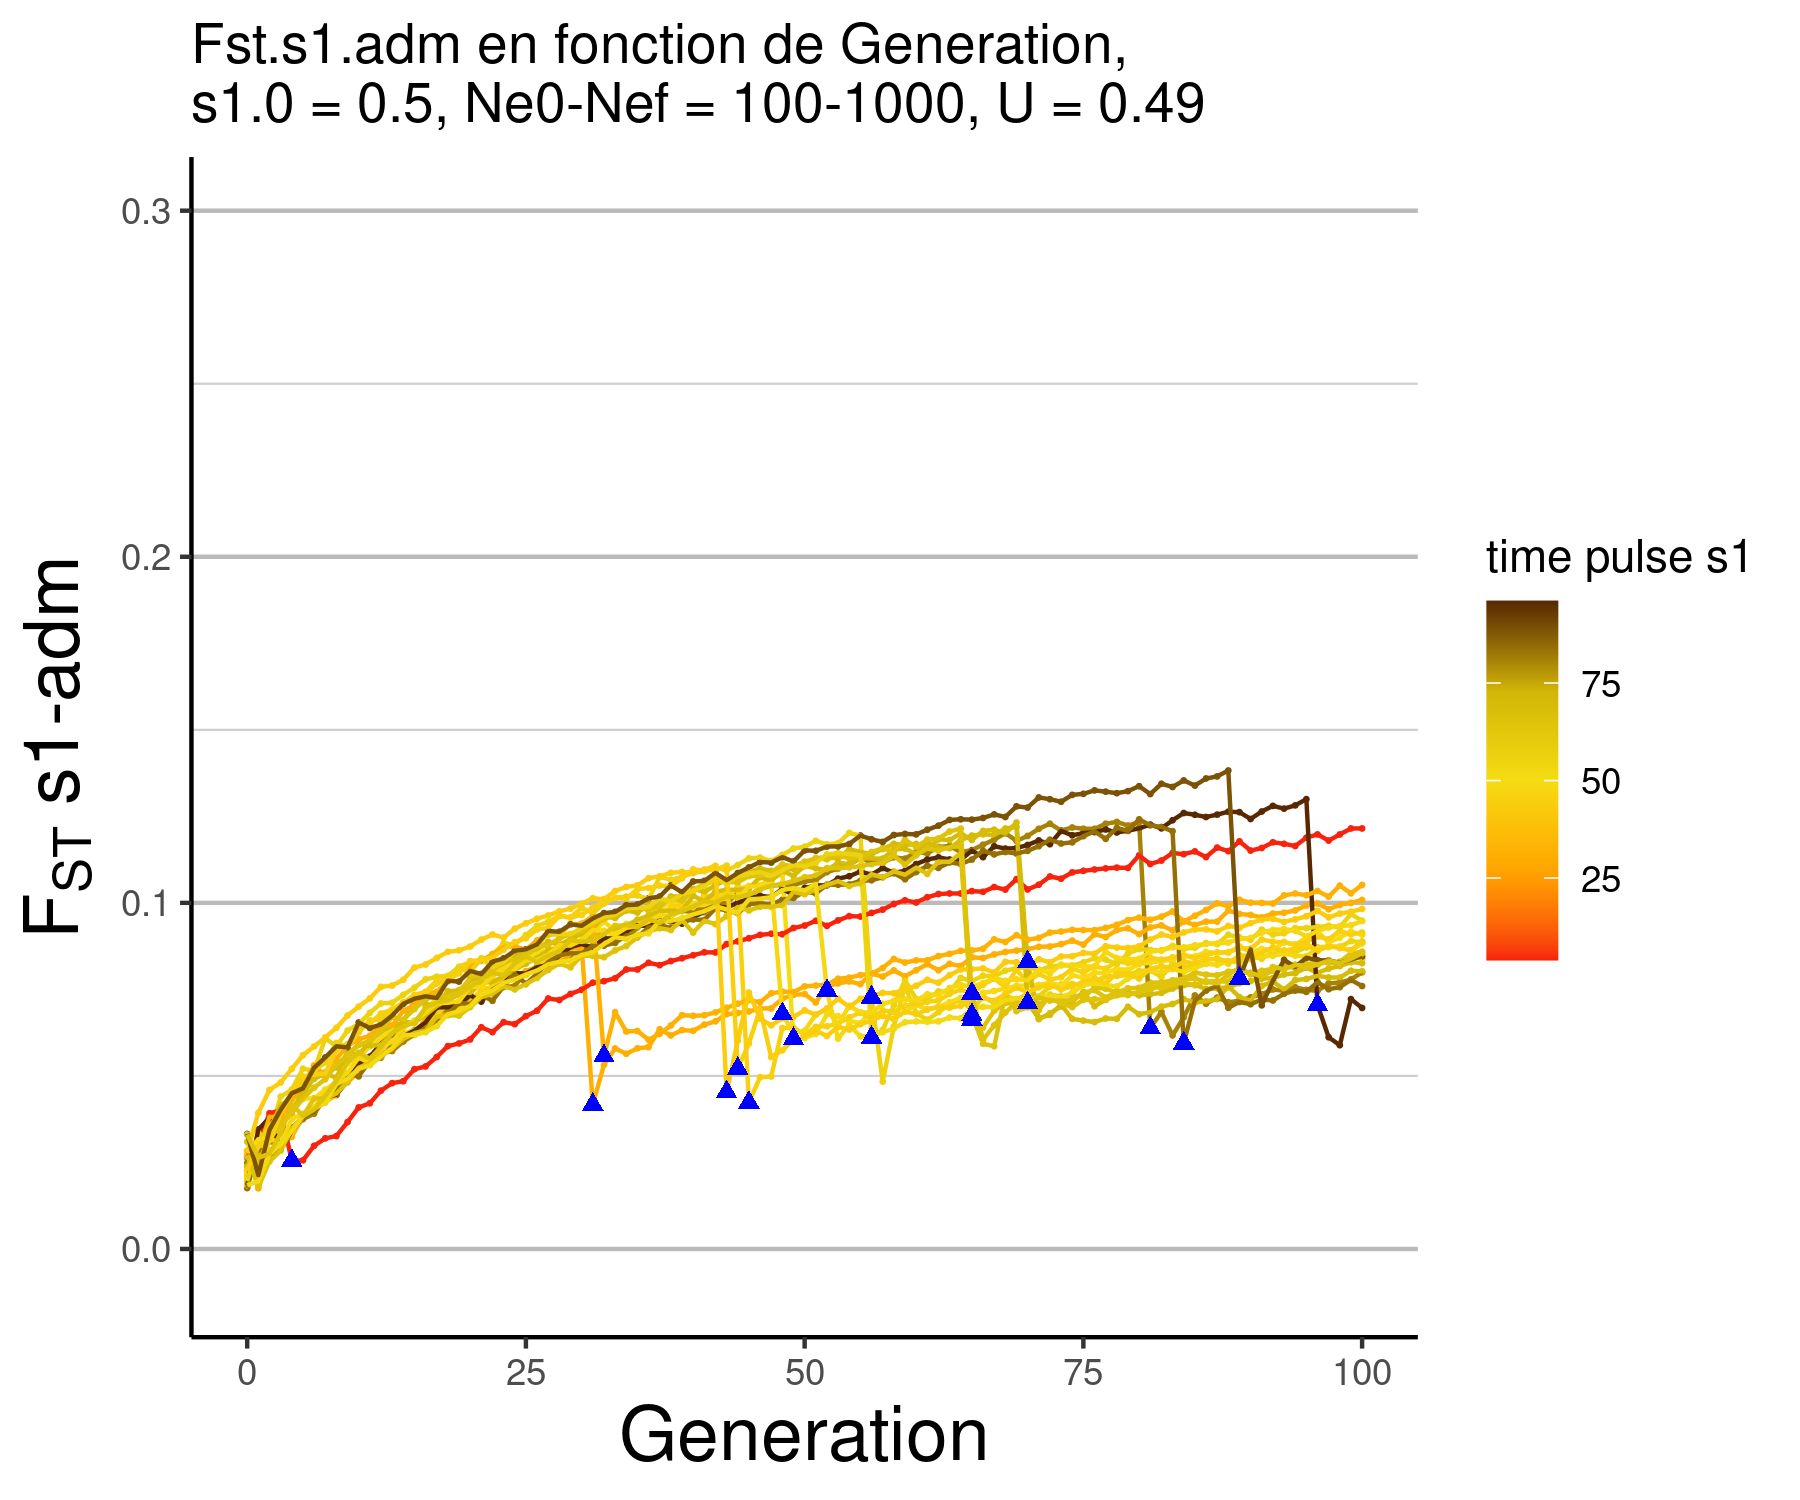 Fst.s1.adm en fonction de Generation,
s1.0 = 0.5, Ne0-Nef = 100-1000, U = 0.49
FST s1-adm
0.3
0.2
0.1
0.0
0 25 50 75 100
Generation
time pulse s1
75
50
25